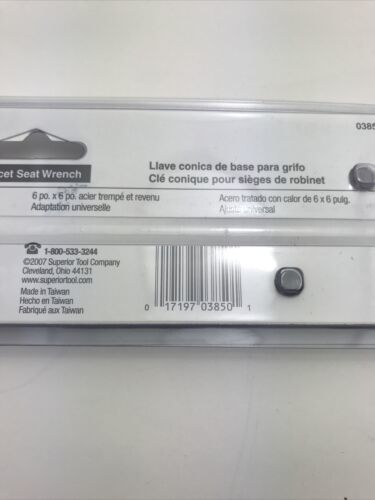 0385
cet Seat Wrench
Llave conica de base para grifo
Clé conique pour sièges de robinet
6 po. x 6 po. acier trempé et revenu
Adaptation universelle
Acero tratado con calor de 6 x 6 pulg.
Ajuste universal
1-800-533-3244
©2007 Superior Tool Company
Cleveland, Ohio 44131
www.superiortool.com
Made in Taiwan
Hecho en Taiwan
Fabriqué aux Taiwan
0 17197 03850 1